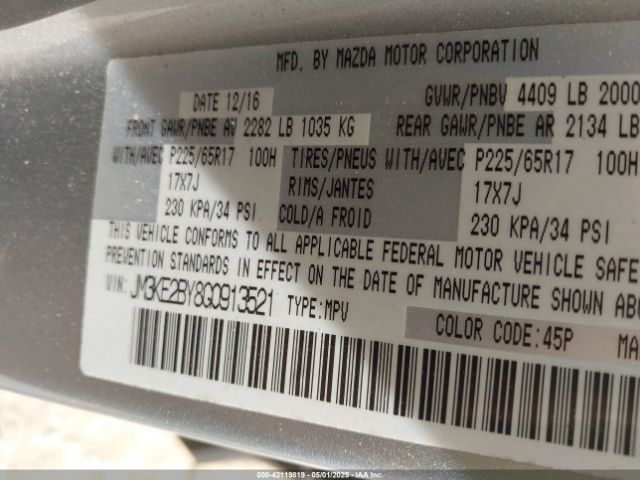 MFD. BY MAZDA MOTOR CORPORATION
DATE 12/16 GVWR/PNBV 4409 LB 2000
FRONT GAWR/PNBE AV 2282 LB 1035 KG REAR GAWR/PNBE AR 2134 LB
WITH/AVEC P225/65R17 100H TIRES/PNEUS WITH/AVEC P225/65R17 100H
17X7J RIMS/JANTES 17X7J
230 KPA/34 PSI COLD/A FROID 230 KPA/34 PSI
THIS VEHICLE CONFORMS TO ALL APPLICABLE FEDERAL MOTOR VEHICLE SAFE
PREVENTION STANDARDS IN EFFECT ON THE DATE OF MANUFACTURE SHOWN ABO
VIN: JM3KE2BY8G0913521 TYPE:MPV
COLOR CODE:45P MA
000-42119819 - 05/01/2025 - IAAI.com